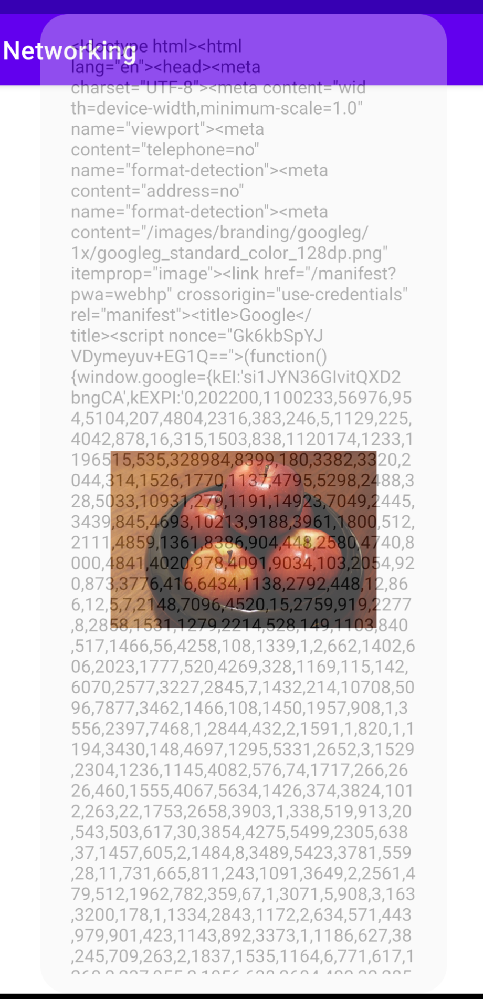 Networking
<!doctype html><html
lang="en"><head><meta
charset="UTF-8"><meta content="wid
th=device-width,minimum-scale=1.0"
name="viewport"><meta
content="telephone=no"
name="format-detection"><meta
content="address=no"
name="format-detection"><meta
content="/images/branding/googleg/
1x/googleg_standard_color_128dp.png"
itemprop="image"><link href="/manifest?
pwa=webhp" crossorigin="use-credentials"
rel="manifest"><title>Google</
title><script nonce="Gk6kbSpYJ
VDymeyuv+EG1Q==">(function()
{window.google={kEI:'si1JYN36GIvitQXD2
bngCA',kEXPI:'0,202200,1100233,56976,95
4,5104,207,4804,2316,383,246,5,1129,225,
4042,878,16,315,1503,838,1120174,1233,1
196515,535,328984,8399,180,3382,3320,2
044,314,1526,1770,1137,4795,5298,2488,3
28,5033,10931,279,1191,14923,7049,2445,
3439,845,4693,10213,9188,3961,1800,512,
2111,4859,1361,8386,904,448,2580,4740,8
000,4841,4020,978,4091,9034,103,2054,92
0,873,3776,416,6434,1138,2792,448,12,86
6,12,5,7,2148,7096,4520,15,2759,919,2277
,8,2858,1531,1279,2214,528,149,1103,840
,517,1466,56,4258,108,1339,1,2,662,1402,6
06,2023,1777,520,4269,328,1169,115,142,
6070,2577,3227,2845,7,1432,214,10708,50
96,7877,3462,1466,108,1450,1957,908,1,3
556,2397,7468,1,2844,432,2,1591,1,820,1,1
194,3430,148,4697,1295,5331,2652,3,1529
,2304,1236,1145,4082,576,74,1717,266,26
26,460,1555,4067,5634,1426,374,3824,101
2,263,22,1753,2658,3903,1,338,519,913,20
,543,503,617,30,3854,4275,5499,2305,638
,37,1457,605,2,1484,8,3489,5423,3781,559
,28,11,731,665,811,243,1091,3649,2,2561,4
79,512,1962,782,359,67,1,3071,5,908,3,163
,3200,178,1,1334,2843,1172,2,634,571,443
,979,901,423,1143,892,3373,1,1186,627,38
,245,709,263,2,1837,1535,1164,6,771,617,1